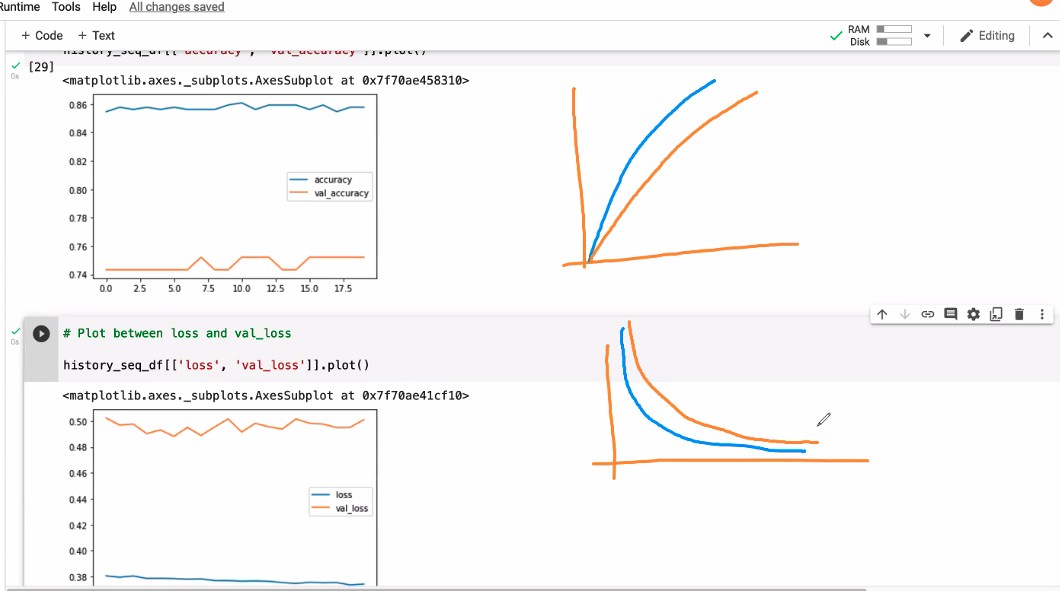 Runtime Tools Help All changes saved
+ Code + Text
RAM
Disk
Editing
history_seq_df[['accuracy', 'val_accuracy']].plot()
[29]
0s
<matplotlib.axes._subplots.AxesSubplot at 0x7f70ae458310>
0.86
0.84
0.82
0.80
0.78
0.76
0.74
accuracy
val_accuracy
0.0 2.5 5.0 7.5 10.0 12.5 15.0 17.5
0s
# Plot between loss and val_loss
history_seq_df[['loss', 'val_loss']].plot()
<matplotlib.axes._subplots.AxesSubplot at 0x7f70ae41cf10>
0.50
0.48
0.46
0.44
0.42
0.40
0.38
loss
val_loss